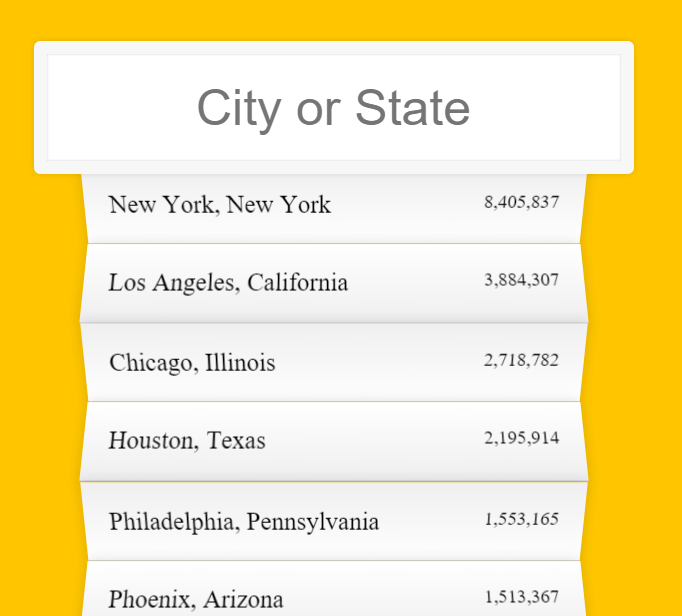 City or State
New York, New York 8,405,837
Los Angeles, California 3,884,307
Chicago, Illinois 2,718,782
Houston, Texas 2,195,914
Philadelphia, Pennsylvania 1,553,165
Phoenix, Arizona 1,513,367